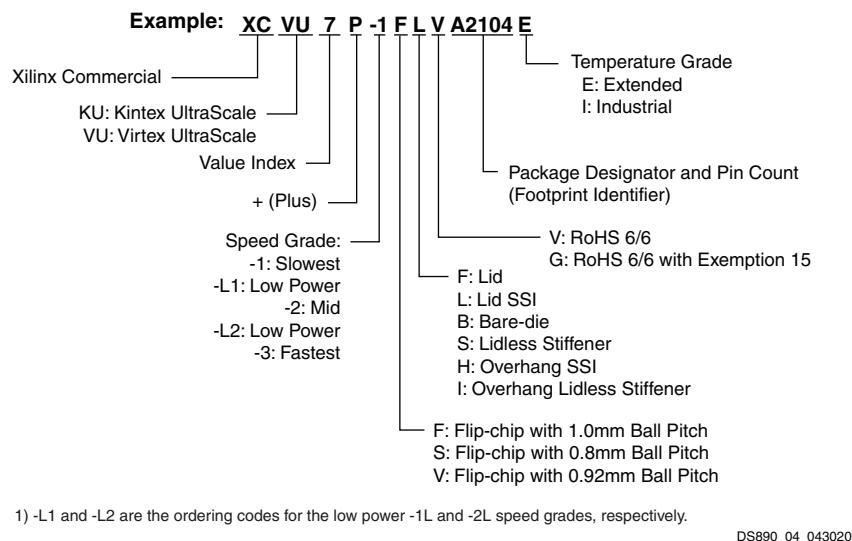 Example: XC VU 7 P -1 F L V A2104 E
Xilinx Commercial
KU: Kintex UltraScale
VU: Virtex UltraScale
Value Index
+ (Plus)
Speed Grade:
-1: Slowest
-L1: Low Power
-2: Mid
-L2: Low Power
-3: Fastest
Temperature Grade
E: Extended
I: Industrial
Package Designator and Pin Count
(Footprint Identifier)
V: RoHS 6/6
G: RoHS 6/6 with Exemption 15
F: Lid
L: Lid SSI
B: Bare-die
S: Lidless Stiffener
H: Overhang SSI
I: Overhang Lidless Stiffener
F: Flip-chip with 1.0mm Ball Pitch
S: Flip-chip with 0.8mm Ball Pitch
V: Flip-chip with 0.92mm Ball Pitch
1) -L1 and -L2 are the ordering codes for the low power -1L and -2L speed grades, respectively.
DS890_04_043020